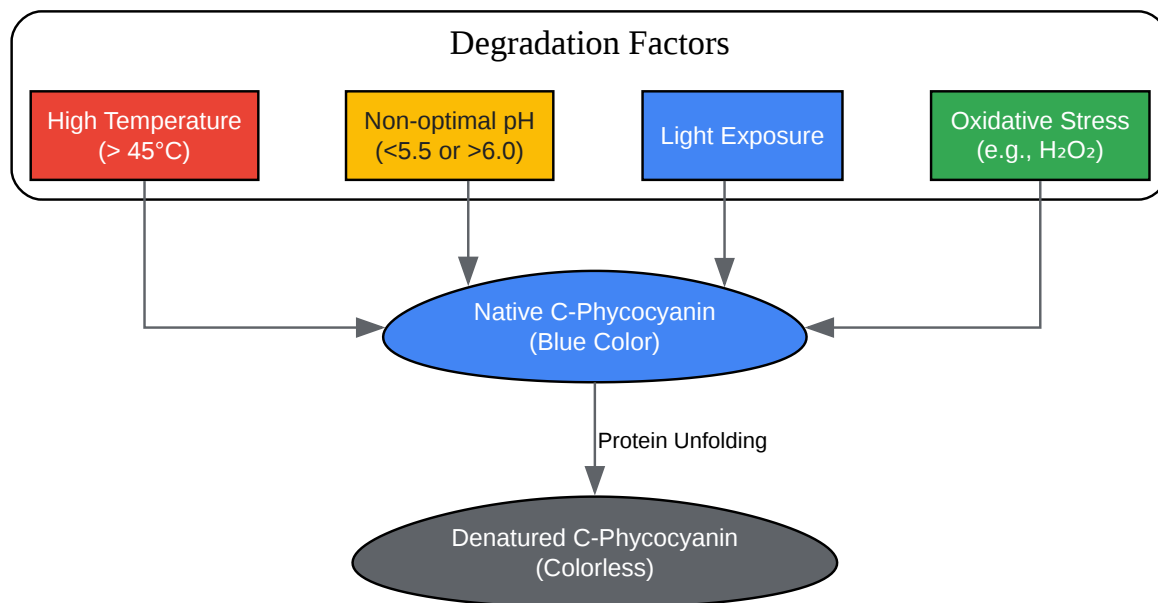 Degradation Factors
High Temperature
(> 45°C)
Non-optimal pH
(<5.5 or >6.0)
Light Exposure
Oxidative Stress
(e.g., H₂O₂)
Native C-Phycocyanin
(Blue Color)
Protein Unfolding
Denatured C-Phycocyanin
(Colorless)